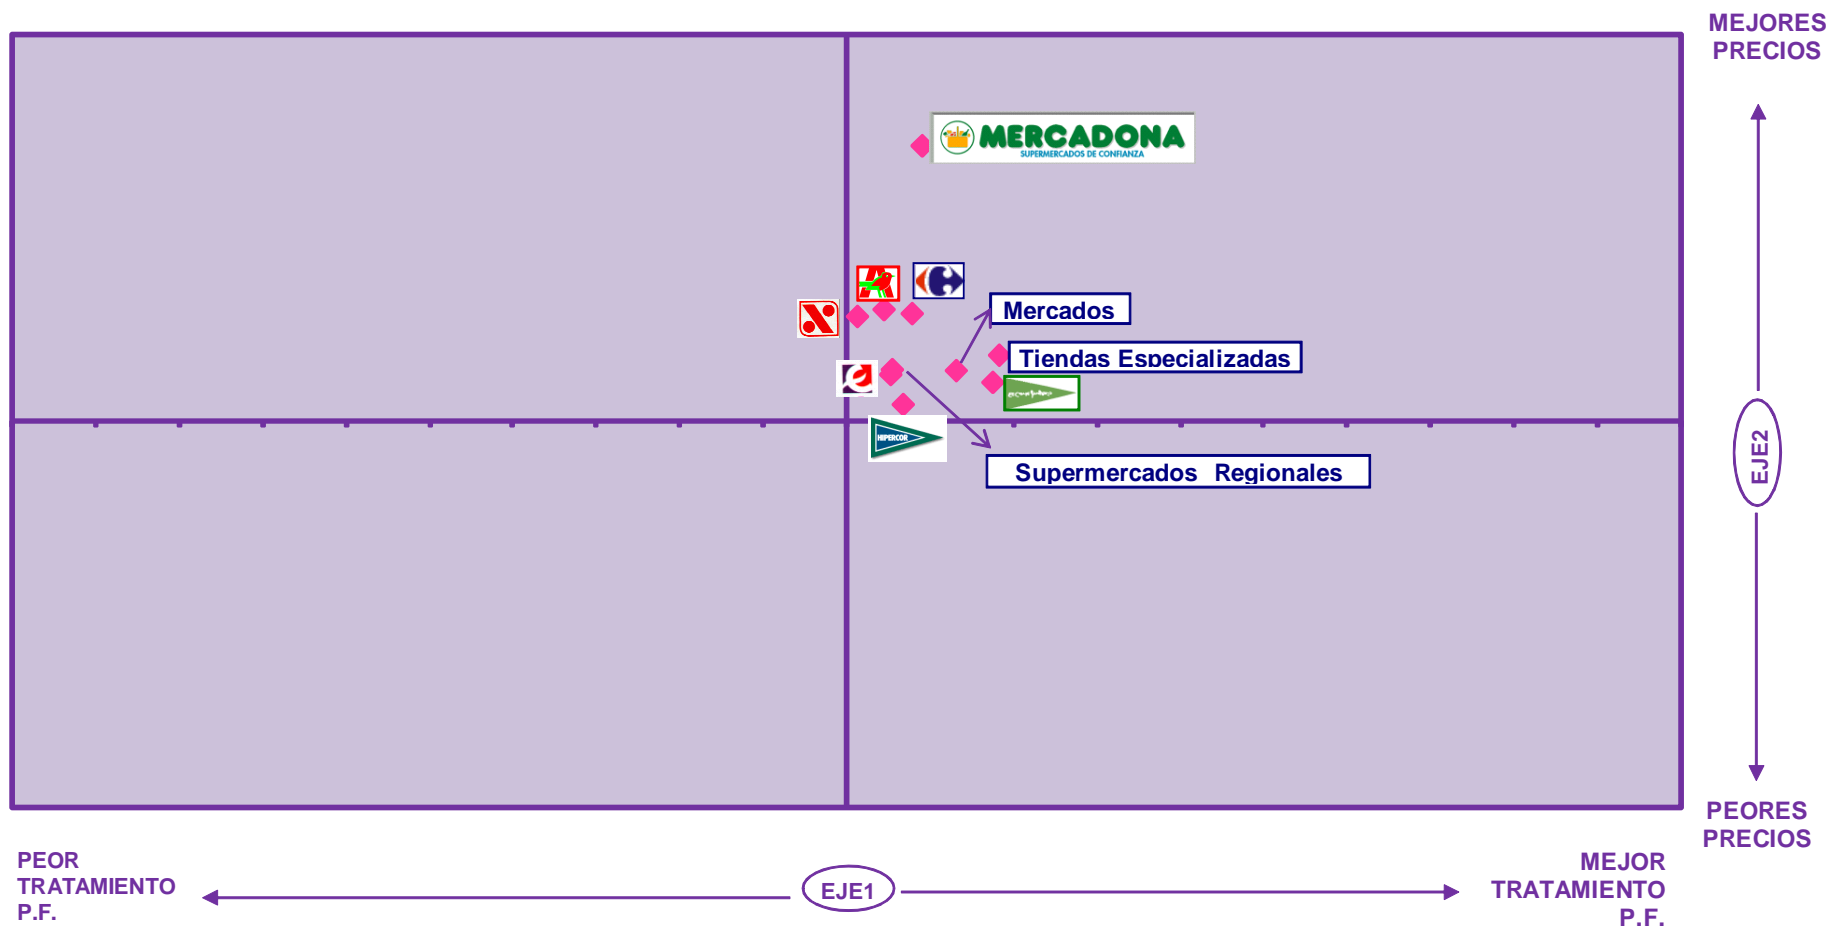 MEJORES
PRECIOS
MERCADONA
SUPERMERCADOS DE CONFIANZA
Mercados
Tiendas Especializadas
HIPERCOR
Supermercados Regionales
EJE2
PEORES
PRECIOS
PEOR
TRATAMIENTO
P.F.
EJE1
MEJOR
TRATAMIENTO
P.F.